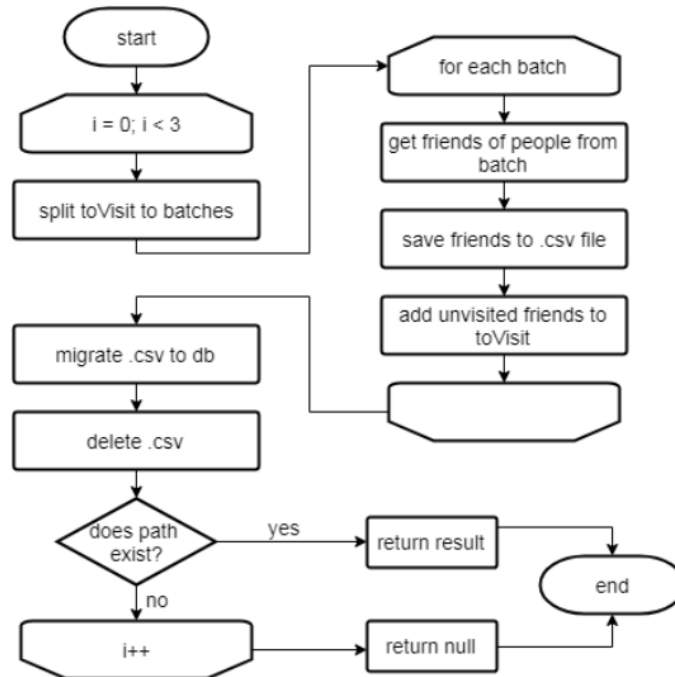 start
i = 0; i < 3
split toVisit to batches
for each batch
get friends of people from
batch
save friends to .csv file
add unvisited friends to
toVisit
migrate .csv to db
delete .csv
does path
exist?
yes
return result
end
no
i++
return null